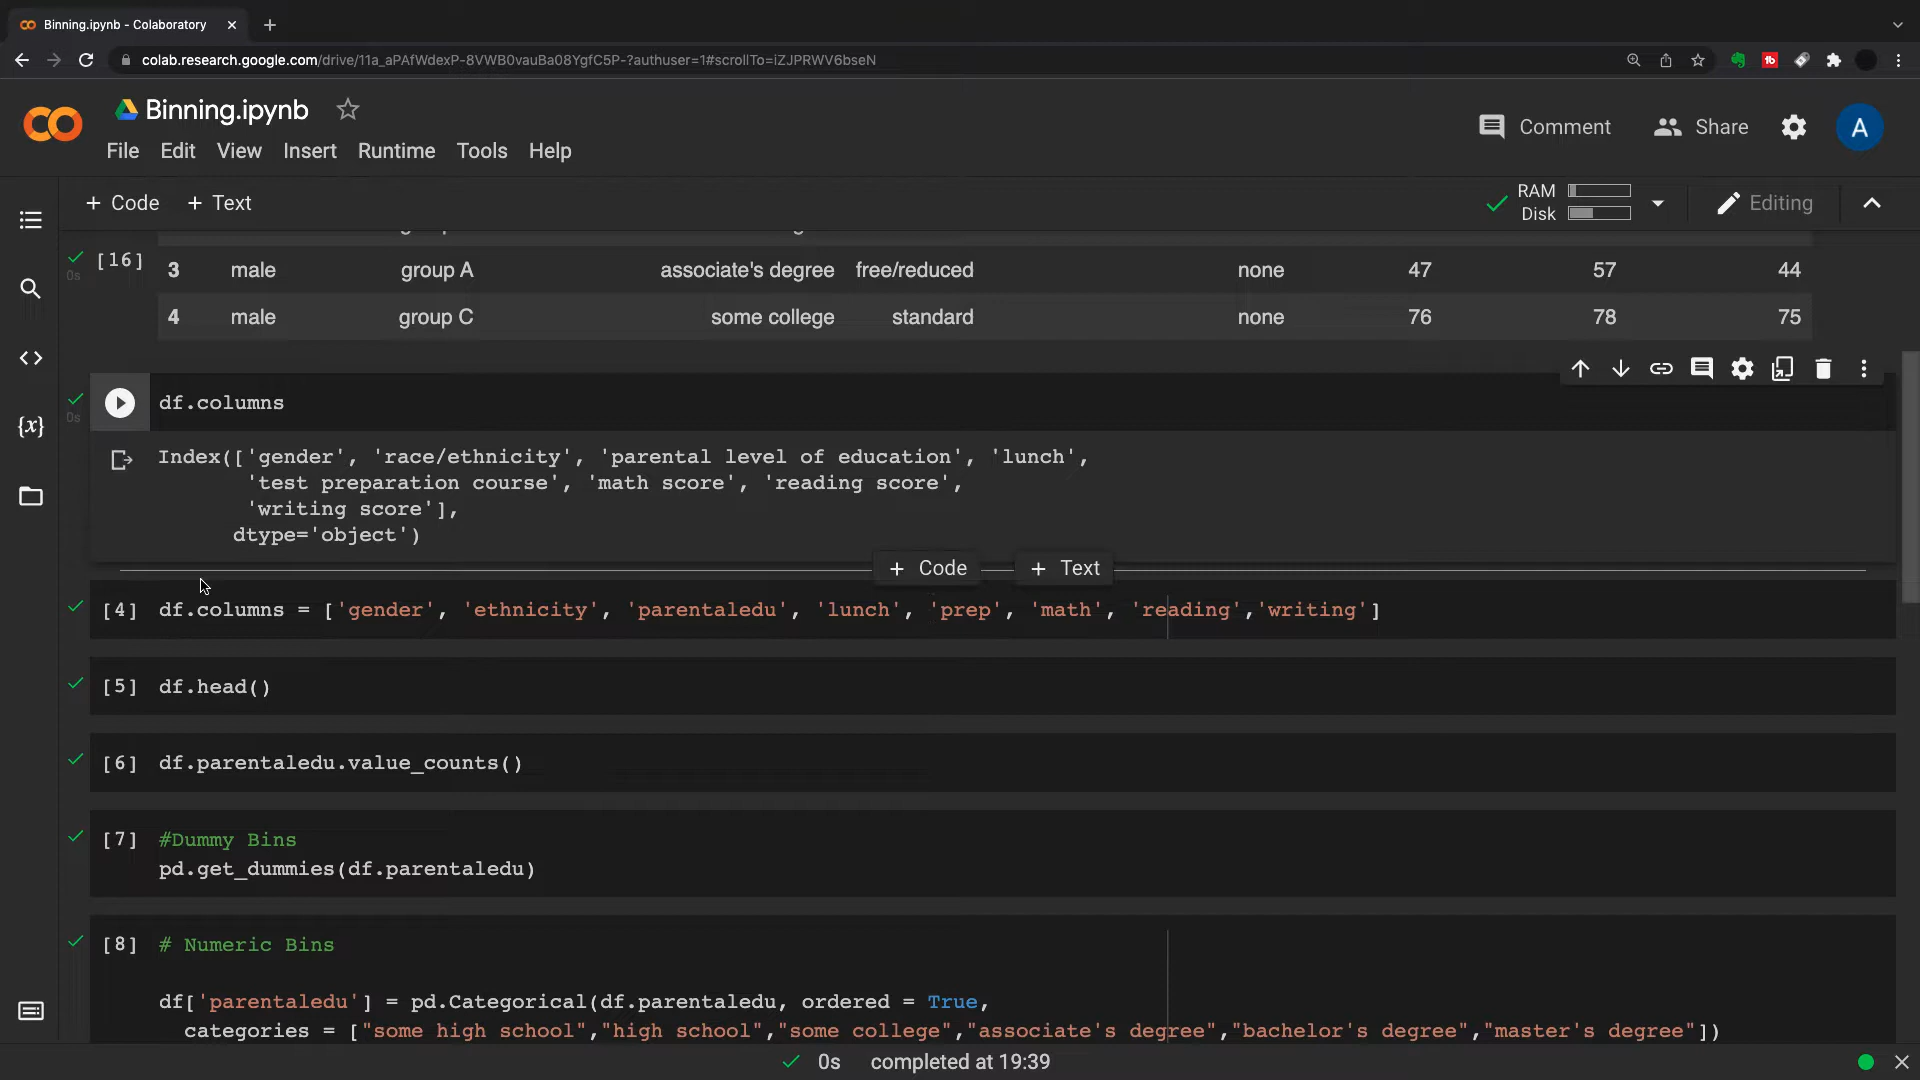 Binning.ipynb - Colaboratory
colab.research.google.com/drive/11a_aPAfWdexP-8VWB0vauBa08YgfC5P-?authuser=1#scrollTo=iZJPRWV6bseN
Binning.ipynb
Comment
Share
A
File Edit View Insert Runtime Tools Help
+ Code + Text
RAM
Disk
Editing
[16]
0s
3 male group A associate's degree free/reduced none 47 57 44
4 male group C some college standard none 76 78 75
df.columns
0s
Index(['gender', 'race/ethnicity', 'parental level of education', 'lunch',
'test preparation course', 'math score', 'reading score',
'writing score'],
dtype='object')
+ Code + Text
[4] df.columns = ['gender', 'ethnicity', 'parentaledu', 'lunch', 'prep', 'math', 'reading','writing']
[5] df.head()
[6] df.parentaledu.value_counts()
[7] #Dummy Bins
pd.get_dummies(df.parentaledu)
[8] # Numeric Bins
df['parentaledu'] = pd.Categorical(df.parentaledu, ordered = True,
categories = ["some high school","high school","some college","associate's degree","bachelor's degree","master's degree"])
0s completed at 19:39